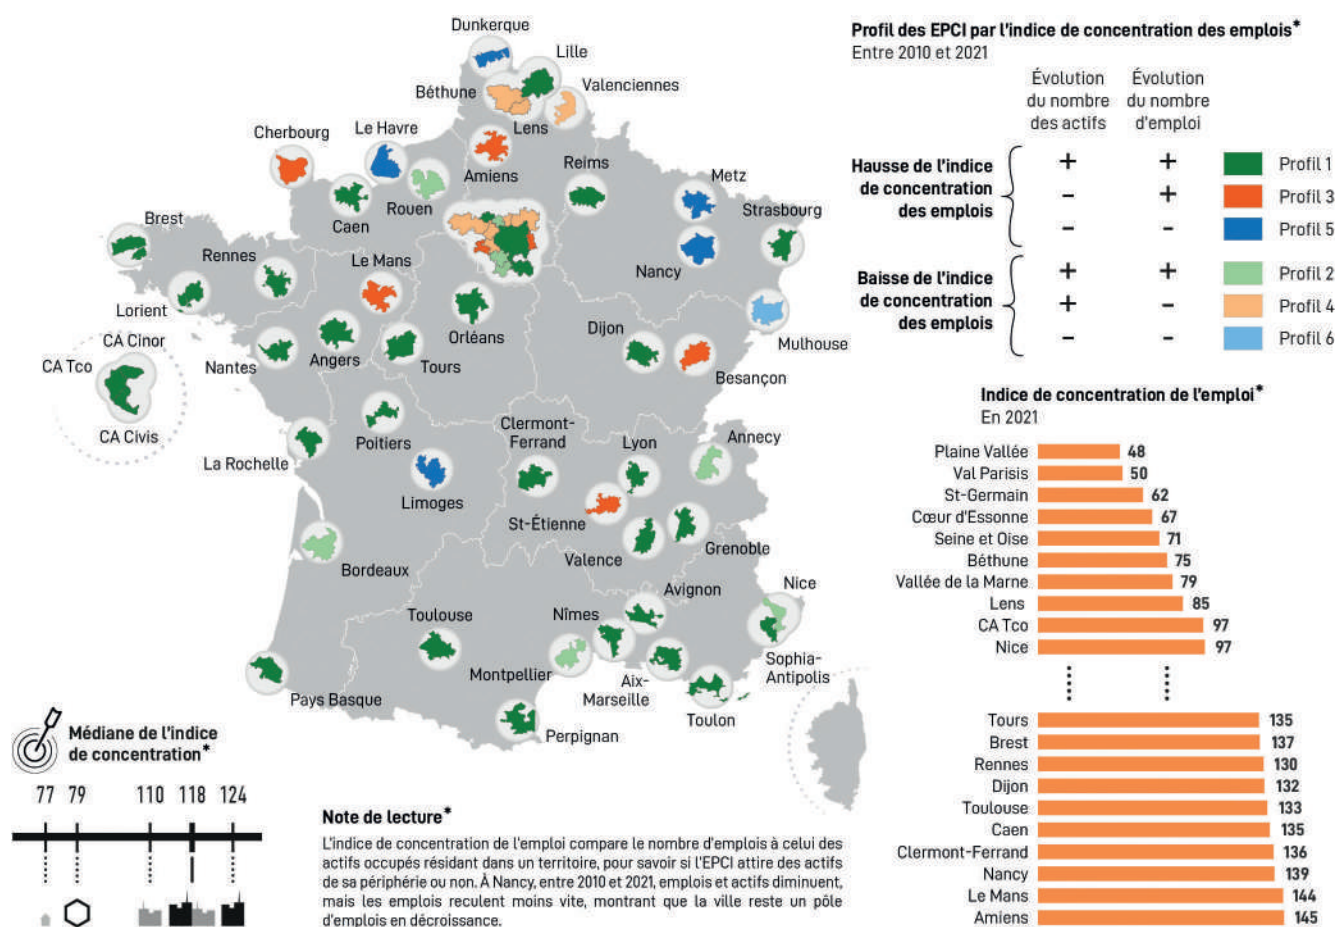 Dunkerque
Lille
Béthune
Valenciennes
Lens
Cherbourg
Le Havre
Amiens
Reims
Metz
Rouen
Caen
Strasbourg
Brest
Rennes
Le Mans
Nancy
Lorient
Orléans
Dijon
Mulhouse
CA Cinor
CA Tco
CA Civis
Nantes
Angers
Tours
Besançon
Poitiers
Clermont-
Ferrand
Lyon
Annecy
La Rochelle
Limoges
St-Étienne
Valence
Grenoble
Bordeaux
Avignon
Nice
Toulouse
Nîmes
Montpellier
Aix-
Marseille
Sophia-
Antipolis
Toulon
Pays Basque
Perpignan
Profil des EPCI par l'indice de concentration des emplois*
Entre 2010 et 2021
Évolution
du nombre
des actifs
Évolution
du nombre
d'emploi
Hausse de l'indice
de concentration
des emplois
+ + Profil 1
– + Profil 3
– – Profil 5
Baisse de l'indice
de concentration
des emplois
+ + Profil 2
+ – Profil 4
– – Profil 6
Indice de concentration de l'emploi*
En 2021
Plaine Vallée 48
Val Parisis 50
St-Germain 62
Cœur d'Essonne 67
Seine et Oise 71
Béthune 75
Vallée de la Marne 79
Lens 85
CA Tco 97
Nice 97
Tours 135
Brest 137
Rennes 130
Dijon 132
Toulouse 133
Caen 135
Clermont-Ferrand 136
Nancy 139
Le Mans 144
Amiens 145
Médiane de l'indice
de concentration*
77 79 110 118 124
Note de lecture*
L'indice de concentration de l'emploi compare le nombre d'emplois à celui des
actifs occupés résidant dans un territoire, pour savoir si l'EPCI attire des actifs
de sa périphérie ou non. À Nancy, entre 2010 et 2021, emplois et actifs diminuent,
mais les emplois reculent moins vite, montrant que la ville reste un pôle
d'emplois en décroissance.